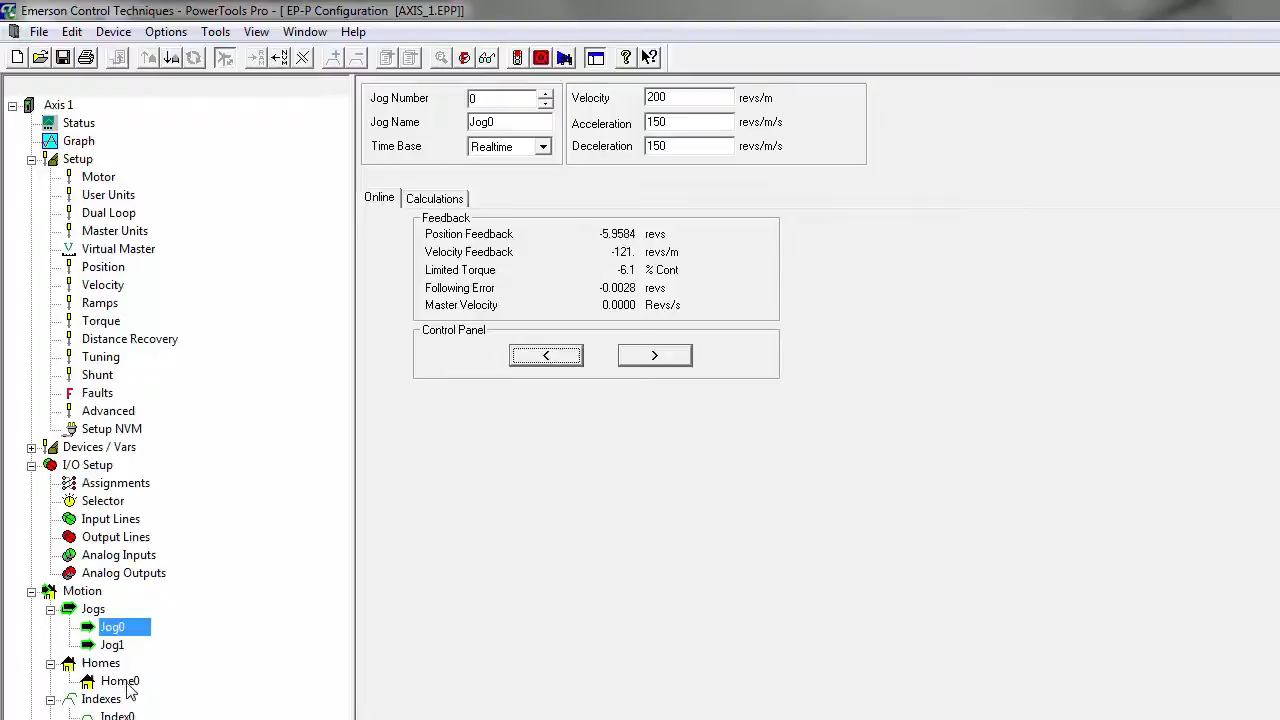 Emerson Control Techniques - PowerTools Pro - [ EP-P Configuration [AXIS_1.EPP]]
File Edit Device Options Tools View Window Help
Axis 1
Status
Graph
Setup
Motor
User Units
Dual Loop
Master Units
Virtual Master
Position
Velocity
Ramps
Torque
Distance Recovery
Tuning
Shunt
Faults
Advanced
Setup NVM
Devices / Vars
I/O Setup
Assignments
Selector
Input Lines
Output Lines
Analog Inputs
Analog Outputs
Motion
Jogs
Jog0
Jog1
Homes
Home0
Indexes
Index0
Jog Number 0
Jog Name Jog0
Time Base Realtime
Velocity 200 revs/m
Acceleration 150 revs/m/s
Deceleration 150 revs/m/s
Online Calculations
Feedback
Position Feedback -5.9584 revs
Velocity Feedback -121. revs/m
Limited Torque -6.1 % Cont
Following Error -0.0028 revs
Master Velocity 0.0000 Revs/s
Control Panel
< >